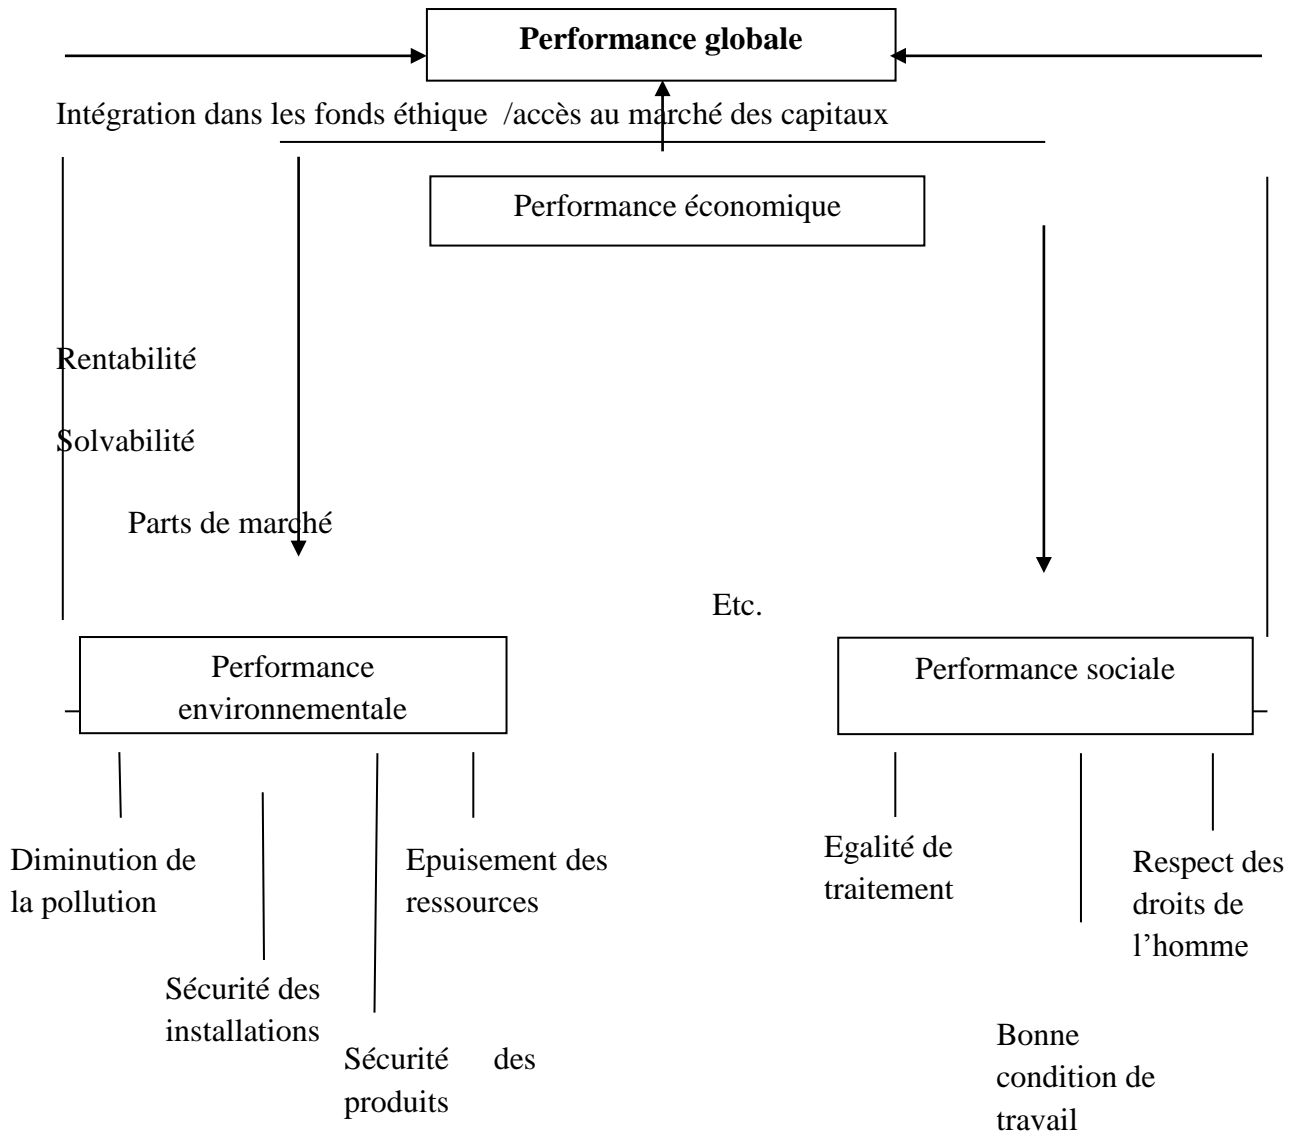 Performance globale
Intégration dans les fonds éthique /accès au marché des capitaux
Performance économique
Rentabilité
Solvabilité
Parts de marché
Etc.
Performance
environnementale
Performance sociale
Diminution de
la pollution
Sécurité des
installations
Sécurité des
produits
Epuisement des
ressources
Egalité de
traitement
Bonne
condition de
travail
Respect des
droits de
l’homme